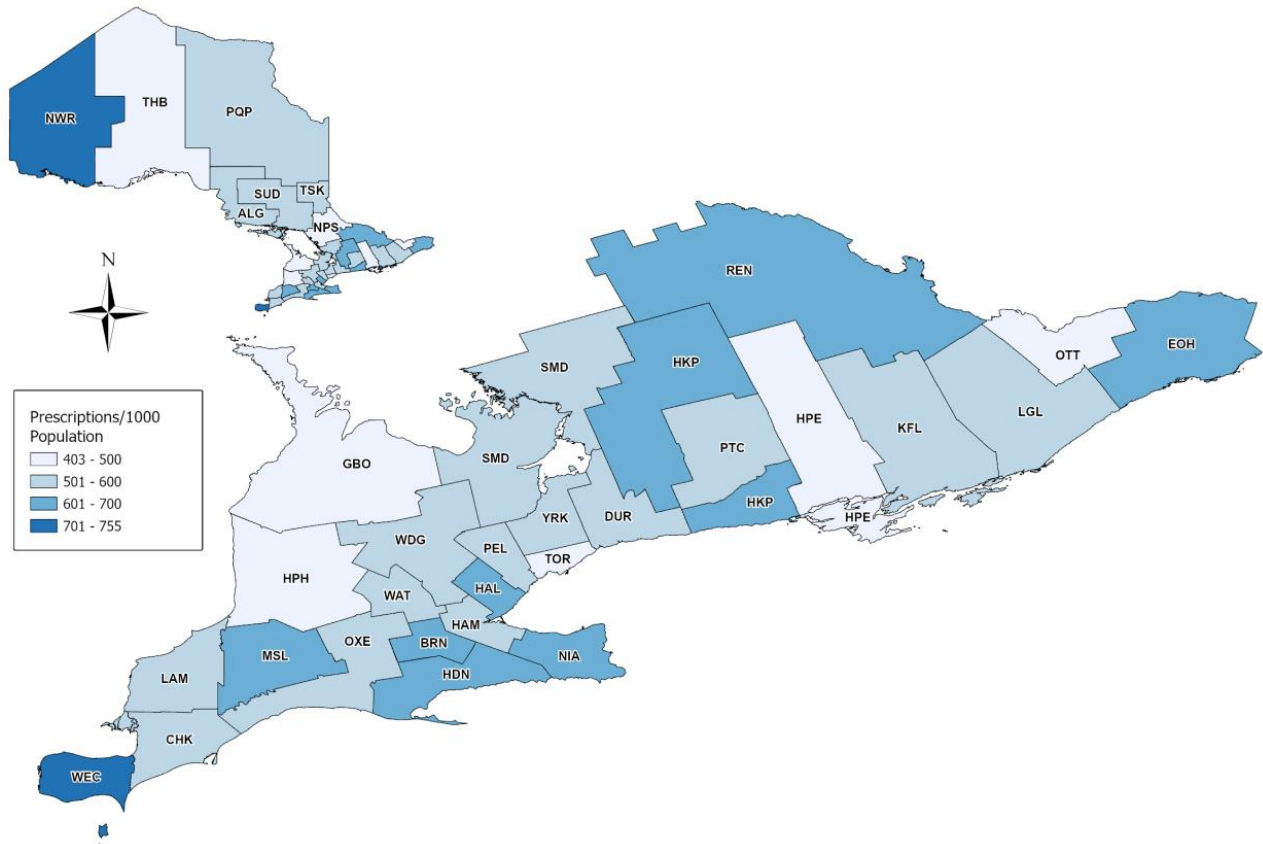 THB
PQP
NWR
SUD
TSK
ALG
NPS
N
REN
SMD
HKP
OTT
EOH
HPE
LGL
KFL
PTC
GBO
SMD
HKP
HPE
YRK
DUR
WDG
PEL
TOR
HPH
WAT
HAL
HAM
OXE
BRN
MSL
NIA
HDN
LAM
CHK
WEC
Prescriptions/1000
Population
403 - 500
501 - 600
601 - 700
701 - 755